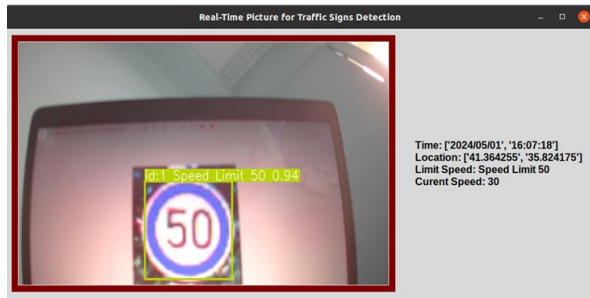 Real-Time Picture for Traffic Signs Detection
id:1 Speed Limit 50 0.94
50
Time: ['2024/05/01', '16:07:18']
Location: ['41.364255', '35.824175']
Limit Speed: Speed Limit 50
Curent Speed: 30